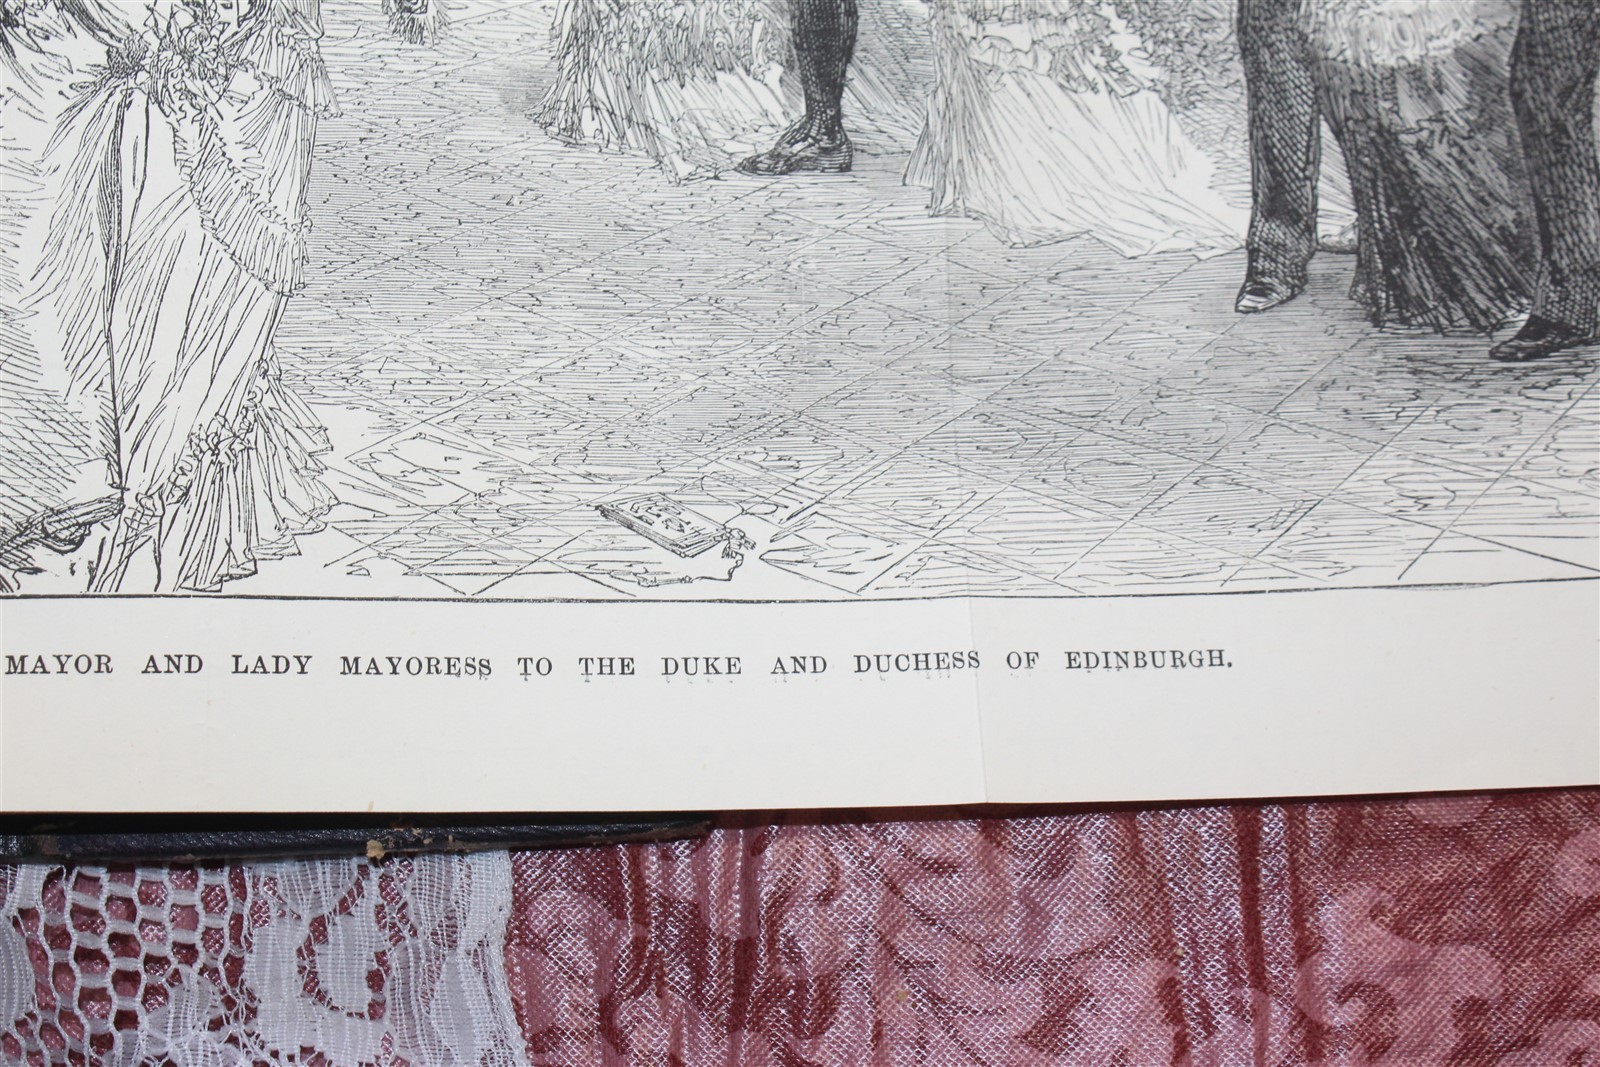 MAYOR AND LADY MAYORESS TO THE DUKE AND DUCHESS OF EDINBURGH.